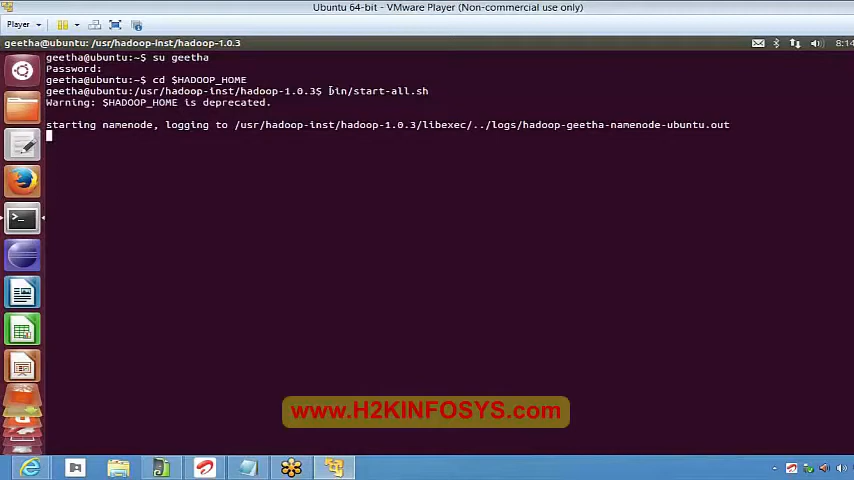 Ubuntu 64-bit - VMware Player (Non-commercial use only)
Player
geetha@ubuntu: /usr/hadoop-inst/hadoop-1.0.3
8:14
geetha@ubuntu:~$ su geetha
Password:
geetha@ubuntu:~$ cd $HADOOP_HOME
geetha@ubuntu:/usr/hadoop-inst/hadoop-1.0.3$ bin/start-all.sh
Warning: $HADOOP_HOME is deprecated.
starting namenode, logging to /usr/hadoop-inst/hadoop-1.0.3/libexec/../logs/hadoop-geetha-namenode-ubuntu.out
www.H2KINFOSYS.com